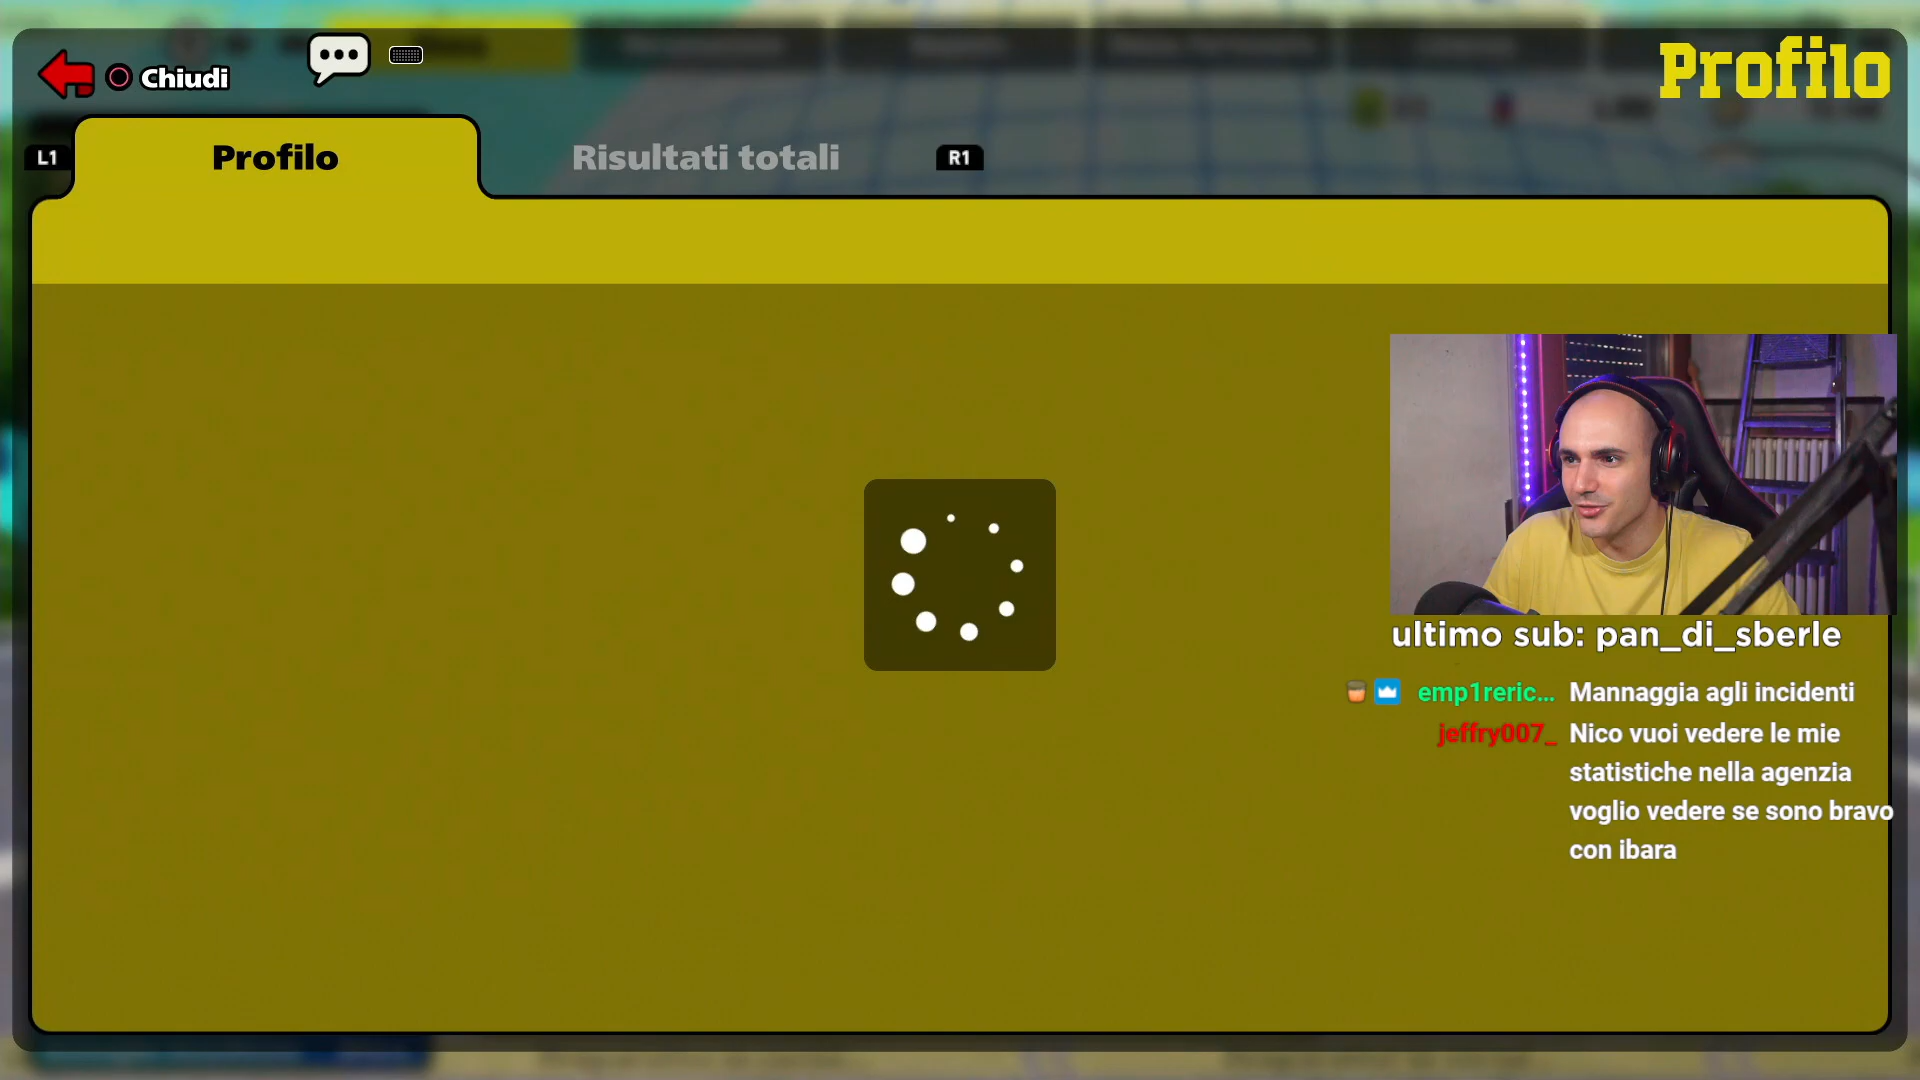 Chiudi
Profilo
L1
Profilo
Risultati totali
R1
ultimo sub: pan_di_sberle
emp1reric... Mannaggia agli incidenti
jeffry007_ Nico vuoi vedere le mie
statistiche nella agenzia
voglio vedere se sono bravo
con ibara